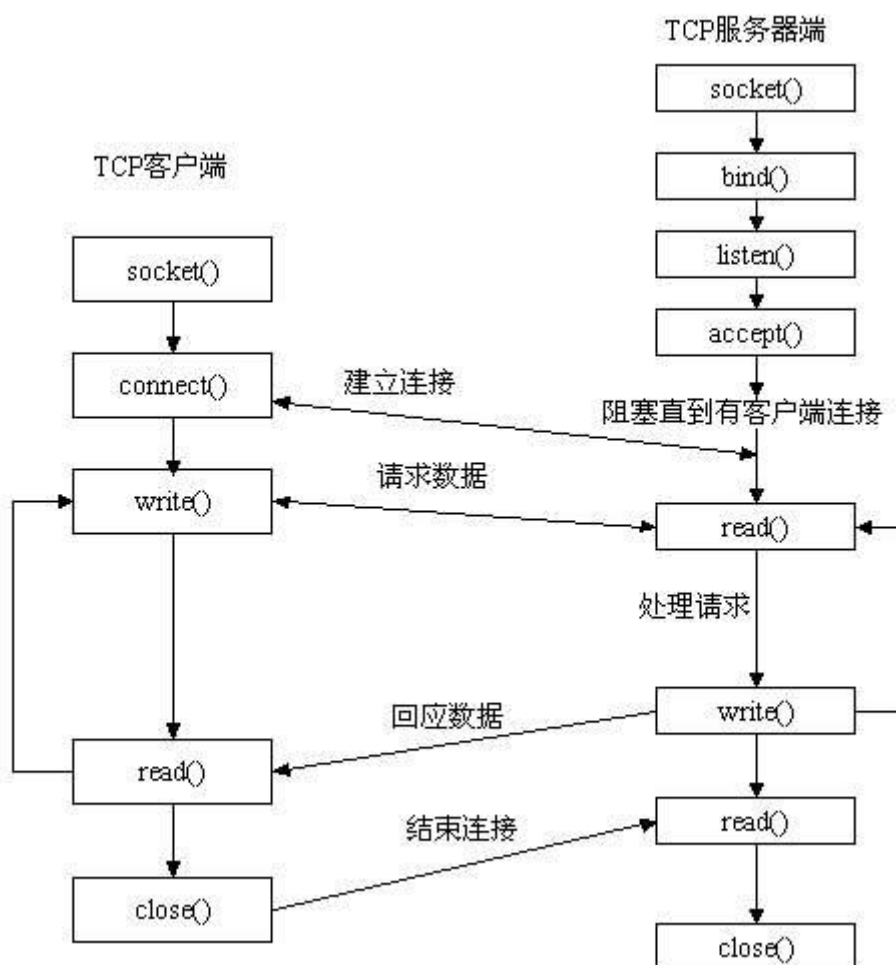 TCP服务器端
socket()
bind()
listen()
accept()
阻塞直到有客户端连接
read()
处理请求
write()
read()
close()
TCP客户端
socket()
connect()
write()
read()
close()
建立连接
请求数据
回应数据
结束连接